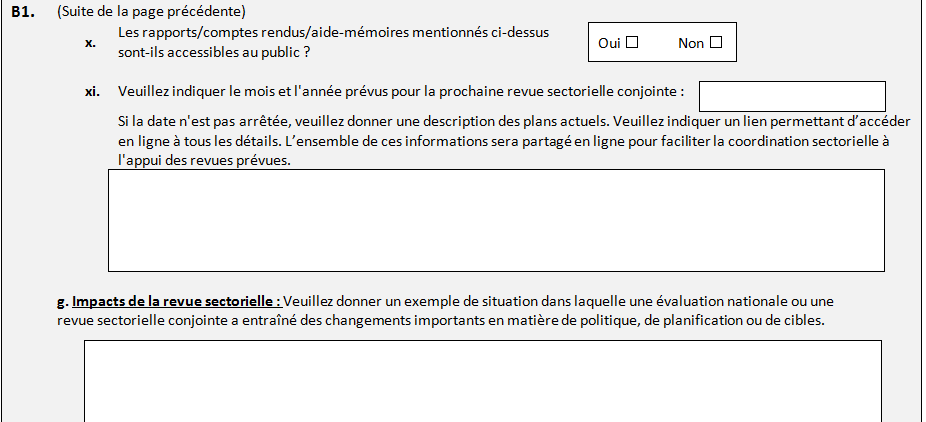 B1. (Suite de la page précédente)
x. Les rapports/comptes rendus/aide-mémoires mentionnés ci-dessus
sont-ils accessibles au public ?
Oui ☐ Non ☐
xi. Veuillez indiquer le mois et l'année prévus pour la prochaine revue sectorielle conjointe :
Si la date n'est pas arrêtée, veuillez donner une description des plans actuels. Veuillez indiquer un lien permettant d’accéder
en ligne à tous les détails. L’ensemble de ces informations sera partagé en ligne pour faciliter la coordination sectorielle à
l'appui des revues prévues.
g. Impacts de la revue sectorielle : Veuillez donner un exemple de situation dans laquelle une évaluation nationale ou une
revue sectorielle conjointe a entraîné des changements importants en matière de politique, de planification ou de cibles.